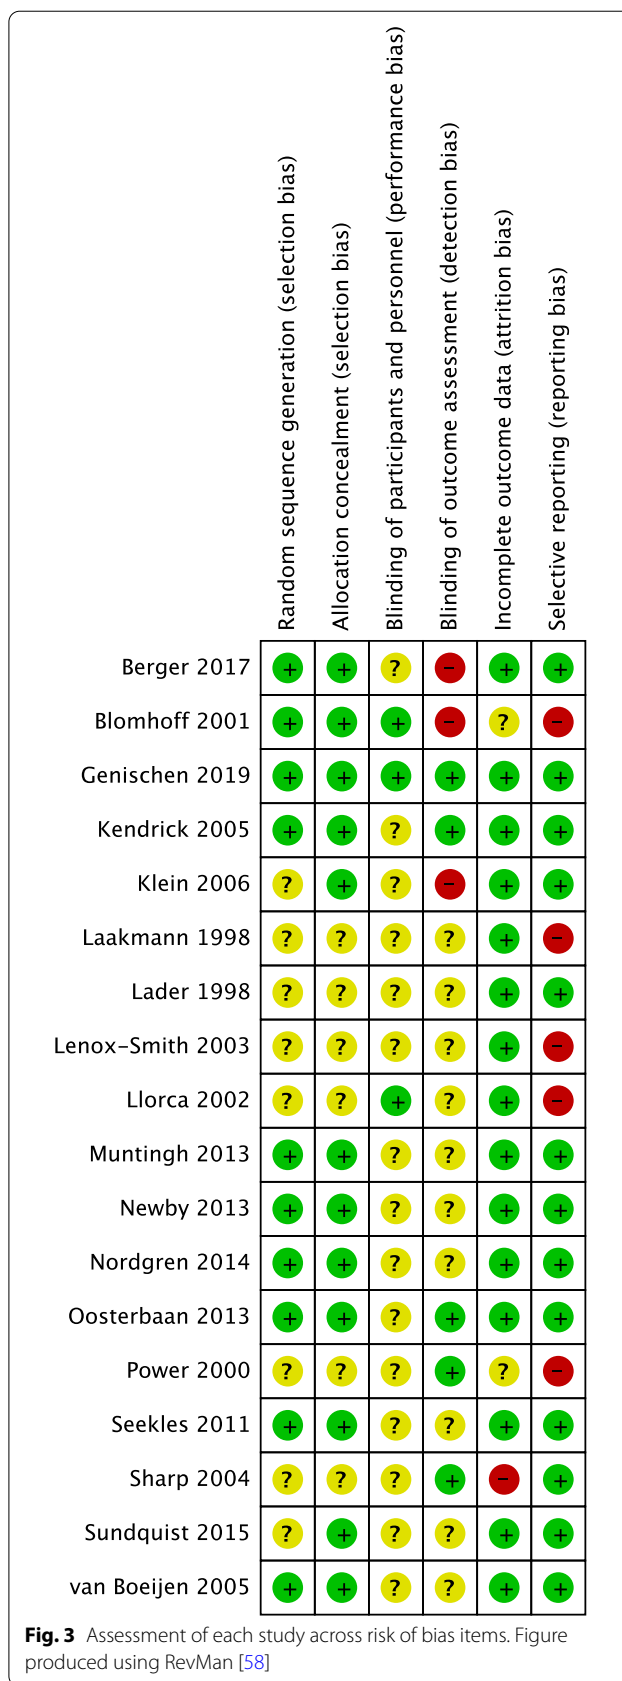 Random sequence generation (selection bias)
Allocation concealment (selection bias)
Blinding of participants and personnel (performance bias)
Blinding of outcome assessment (detection bias)
Incomplete outcome data (attrition bias)
Selective reporting (reporting bias)
Berger 2017 + + ? – + +
Blomhoff 2001 + + + – ? –
Genischen 2019 + + + + + +
Kendrick 2005 + + ? + + +
Klein 2006 ? + ? – + +
Laakmann 1998 ? ? ? ? + –
Lader 1998 ? ? ? ? + +
Lenox–Smith 2003 ? ? ? ? + –
Llorca 2002 ? ? + ? + –
Muntingh 2013 + + ? ? + +
Newby 2013 + + ? ? + +
Nordgren 2014 + + ? ? + +
Oosterbaan 2013 + + ? + + +
Power 2000 ? ? ? + ? –
Seekles 2011 + + ? ? + +
Sharp 2004 ? ? ? + – +
Sundquist 2015 ? + ? ? + +
van Boeijen 2005 + + ? ? + +
Fig. 3 Assessment of each study across risk of bias items. Figure
produced using RevMan [58]